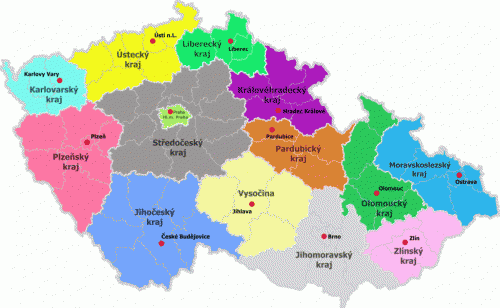 Ústí n.L.
Ústecký
kraj
Liberecký
kraj
Liberec
Karlovy Vary
Karlovarský
kraj
Královéhradecký
kraj
Hradec Králové
Praha
Hl.m. Praha
Plzeň
Plzeňský
kraj
Středočeský
kraj
Pardubice
Pardubický
kraj
Moravskoslezský
kraj
Ostrava
Olomouc
Olomoucký
kraj
Vysočina
Jihlava
Jihočeský
kraj
České Budějovice
Brno
Jihomoravský
kraj
Zlín
Zlínský
kraj